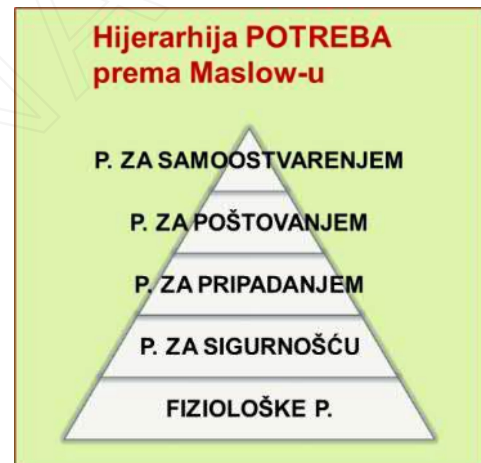 Hijerarhija POTREBA
prema Maslow-u
P. ZA SAMOOSTVARENJEM
P. ZA POŠTOVANJEM
P. ZA PRIPADANJEM
P. ZA SIGURNOŠĆU
FIZIOLOŠKE P.